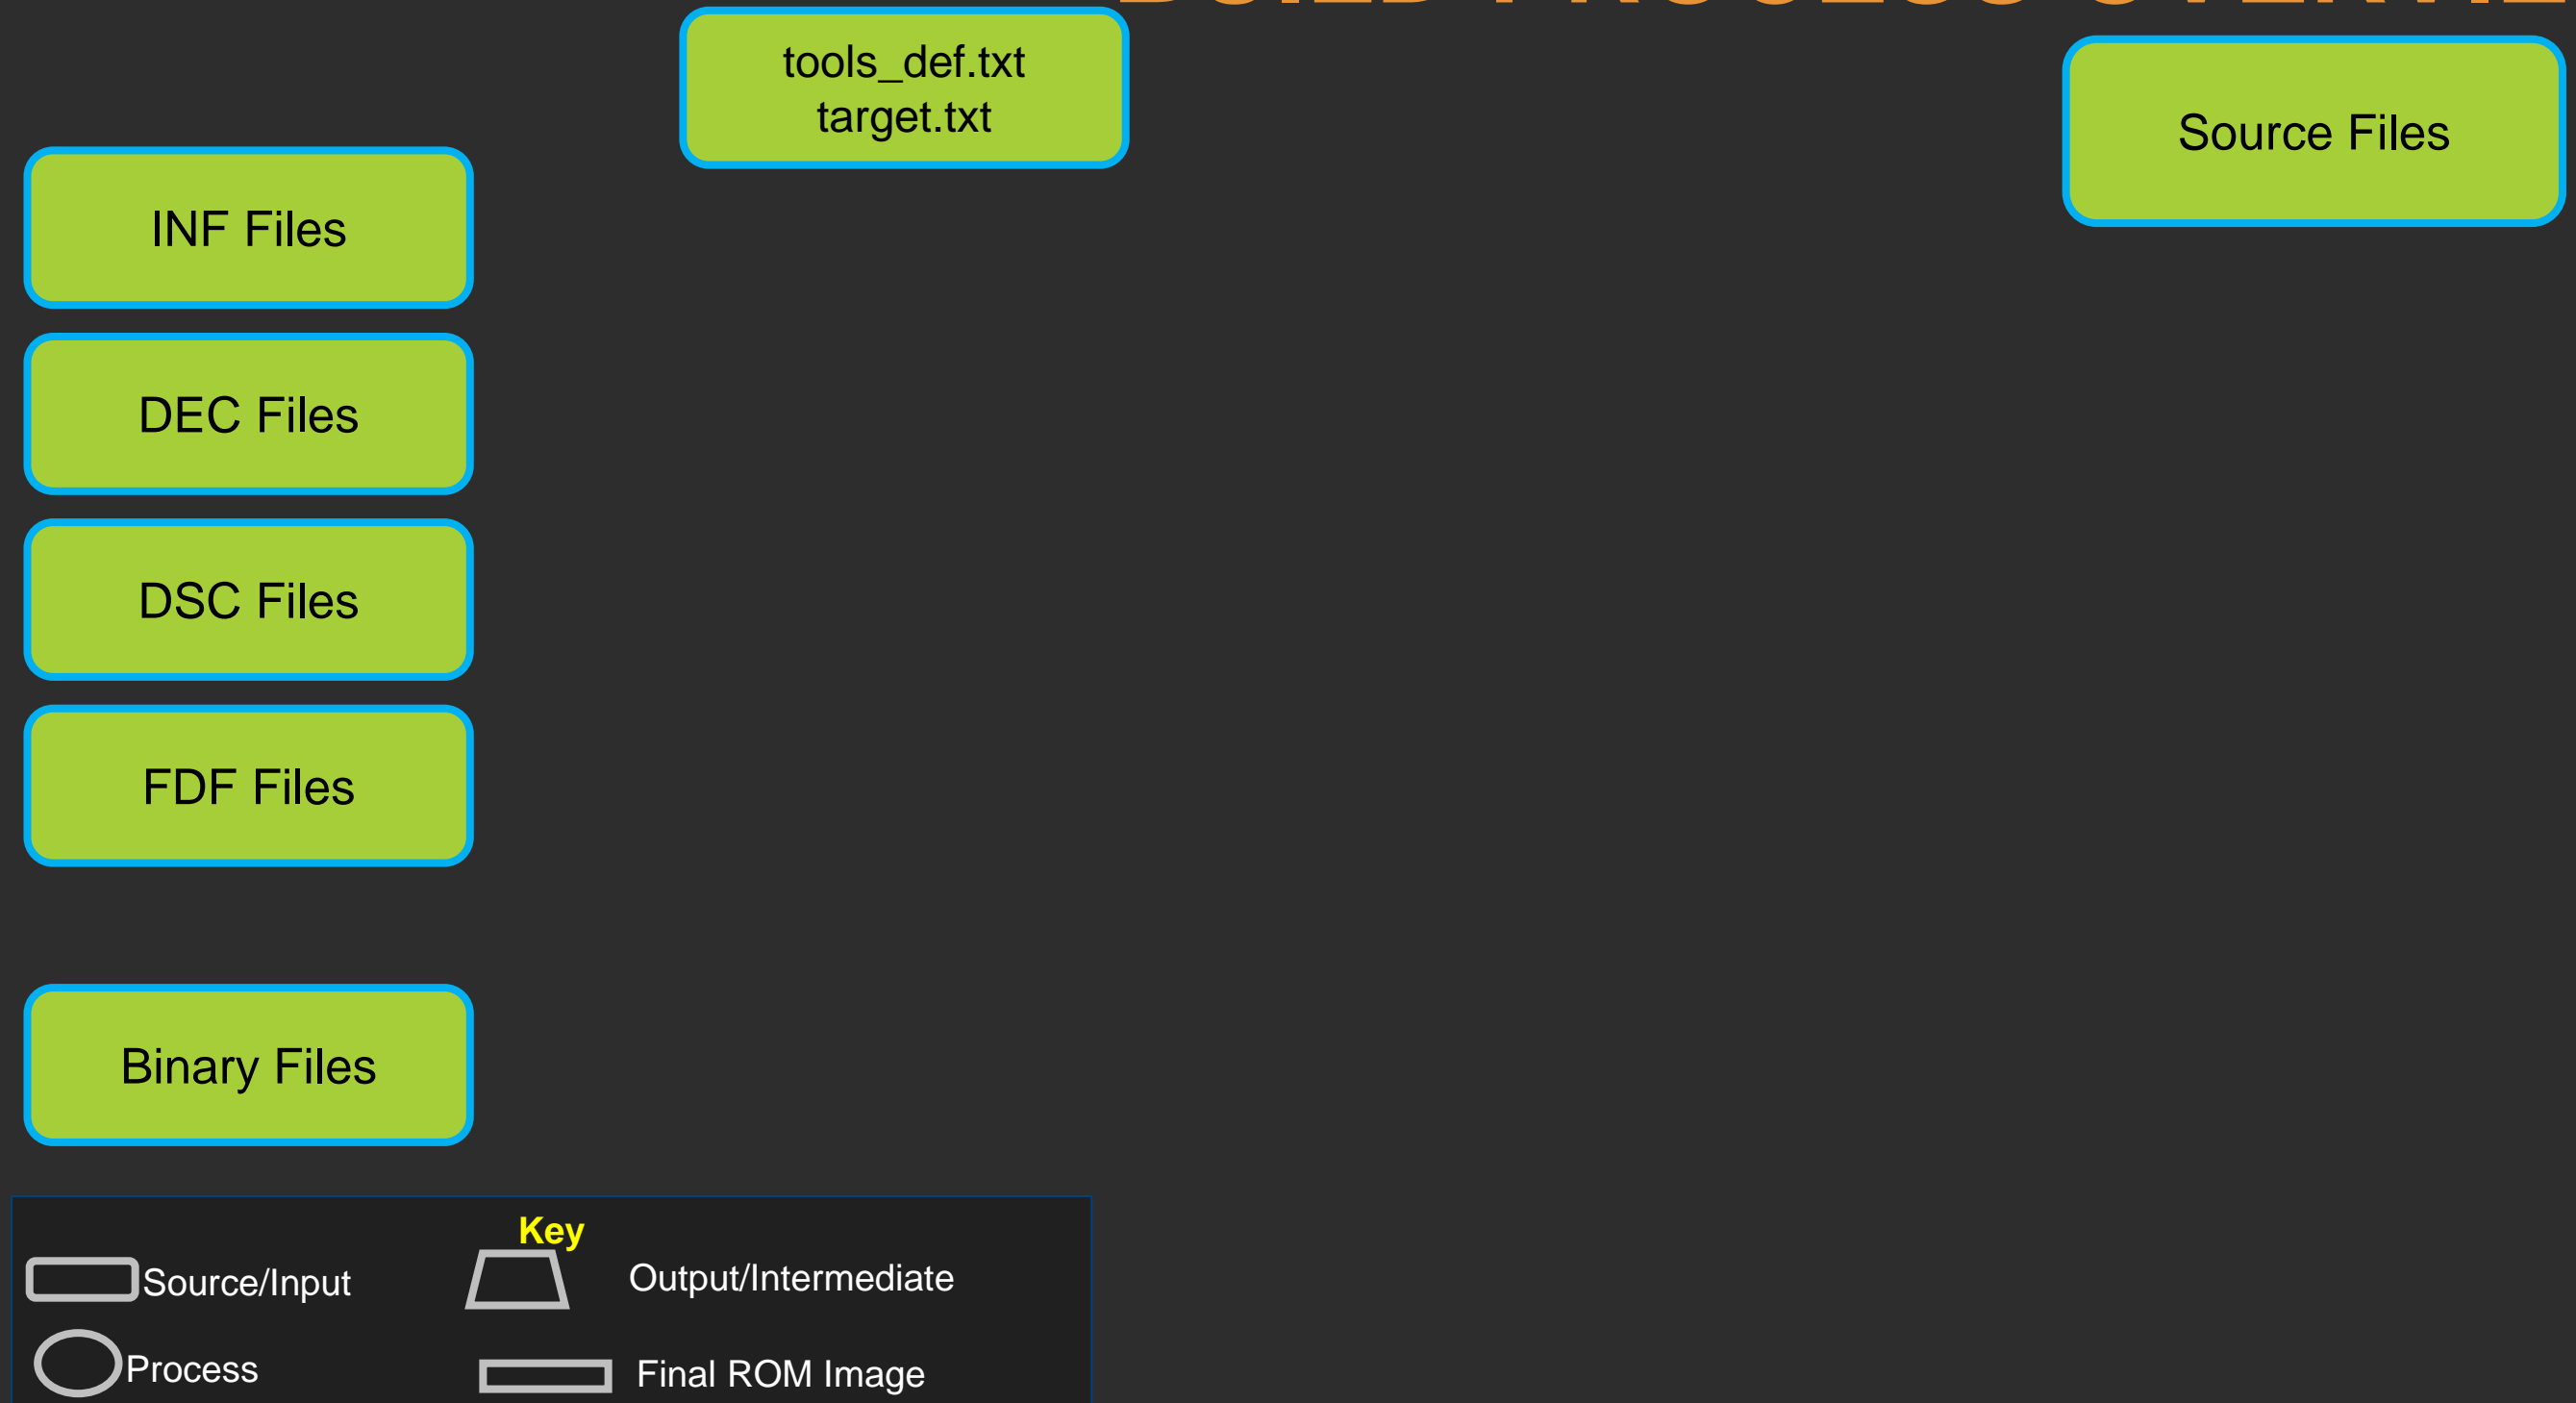 tools_def.txt
target.txt
Source Files
INF Files
DEC Files
DSC Files
FDF Files
Binary Files
Key
Source/Input
Output/Intermediate
Process
Final ROM Image